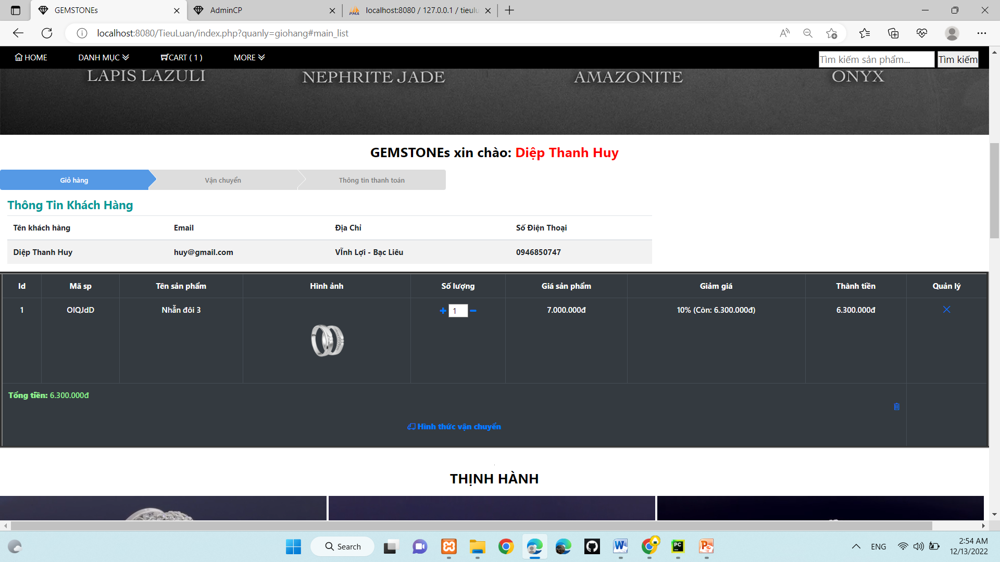 GEMSTONEs
AdminCP
localhost:8080 / 127.0.0.1 / tieulu
localhost:8080/TieuLuan/index.php?quanly=giohang#main_list
HOME
DANH MỤC
CART ( 1 )
MORE
Tìm kiếm sản phẩm...
Tìm kiếm
LAPIS LAZULI
NEPHRITE JADE
AMAZONITE
ONYX
GEMSTONEs xin chào: Diệp Thanh Huy
Giỏ hàng
Vận chuyển
Thông tin thanh toán
Thông Tin Khách Hàng
Tên khách hàng Email Địa Chỉ Số Điện Thoại
Diệp Thanh Huy huy@gmail.com VĨnh Lợi - Bạc Liêu 0946850747
Id Mã sp Tên sản phẩm Hình ảnh Số lượng Giá sản phẩm Giảm giá Thành tiền Quản lý
1 OIQJdD Nhẫn đôi 3 1 7.000.000đ 10% (Còn: 6.300.000đ) 6.300.000đ
Tổng tiền: 6.300.000đ
Hình thức vận chuyển
THỊNH HÀNH
Search
ENG
2:54 AM
12/13/2022